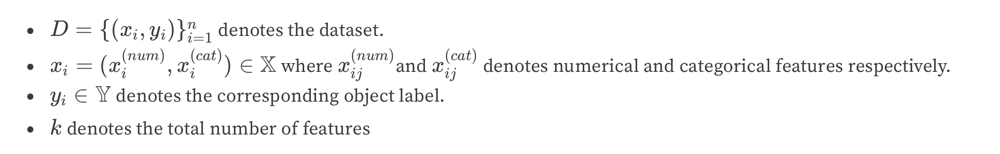 • $D = \{(x_i, y_i)\}_{i=1}^{n}$ denotes the dataset.
• $x_i = (x_i^{(num)}, x_i^{(cat)}) \in \mathbb{X}$ where $x_{ij}^{(num)}$ and $x_{ij}^{(cat)}$ denotes numerical and categorical features respectively.
• $y_i \in \mathbb{Y}$ denotes the corresponding object label.
• $k$ denotes the total number of features